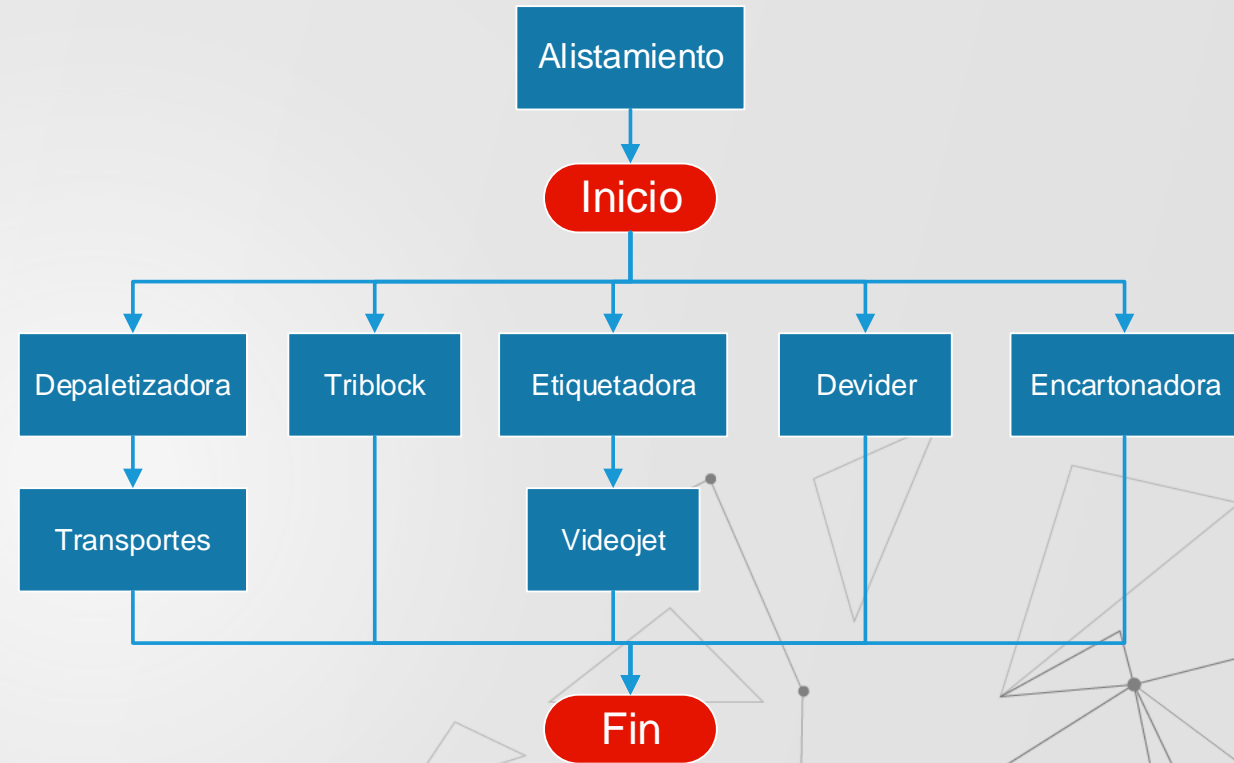 Alistamiento
Inicio
Depaletizadora
Triblock
Etiquetadora
Devider
Encartonadora
Transportes
Videojet
Fin